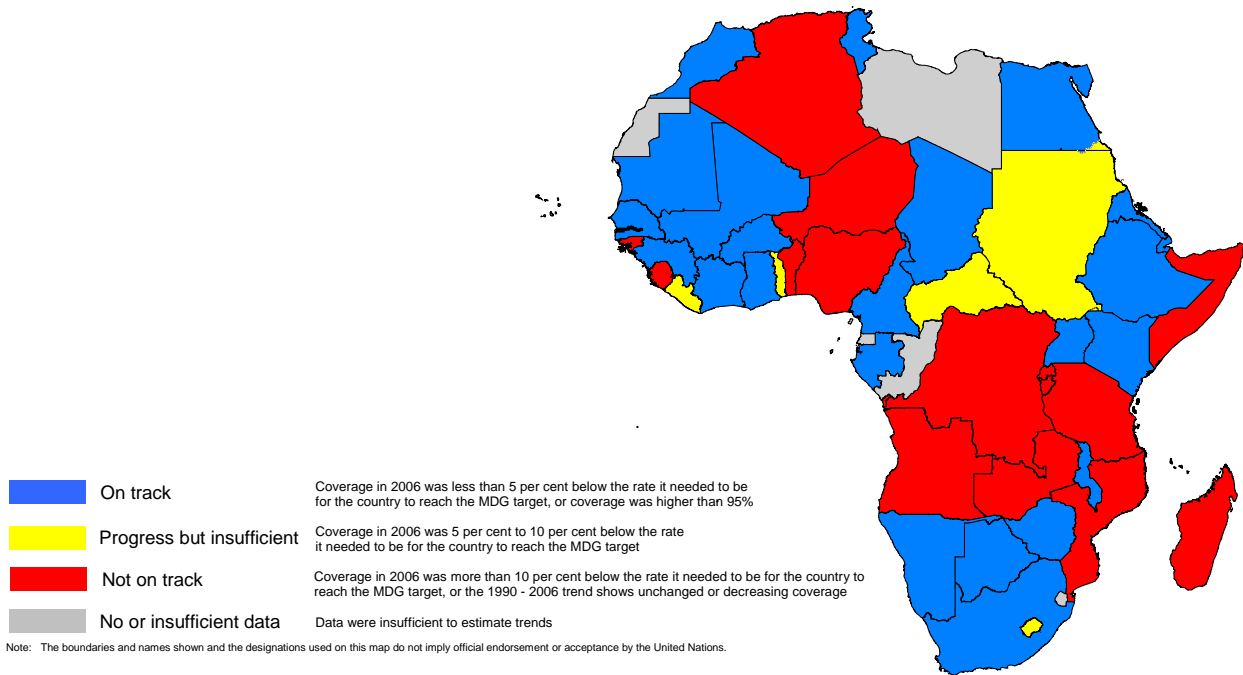 On track
Coverage in 2006 was less than 5 per cent below the rate it needed to be
for the country to reach the MDG target, or coverage was higher than 95%
Progress but insufficient
Coverage in 2006 was 5 per cent to 10 per cent below the rate
it needed to be for the country to reach the MDG target
Not on track
Coverage in 2006 was more than 10 per cent below the rate it needed to be for the country to
reach the MDG target, or the 1990 - 2006 trend shows unchanged or decreasing coverage
No or insufficient data
Data were insufficient to estimate trends
Note: The boundaries and names shown and the designations used on this map do not imply official endorsement or acceptance by the United Nations.